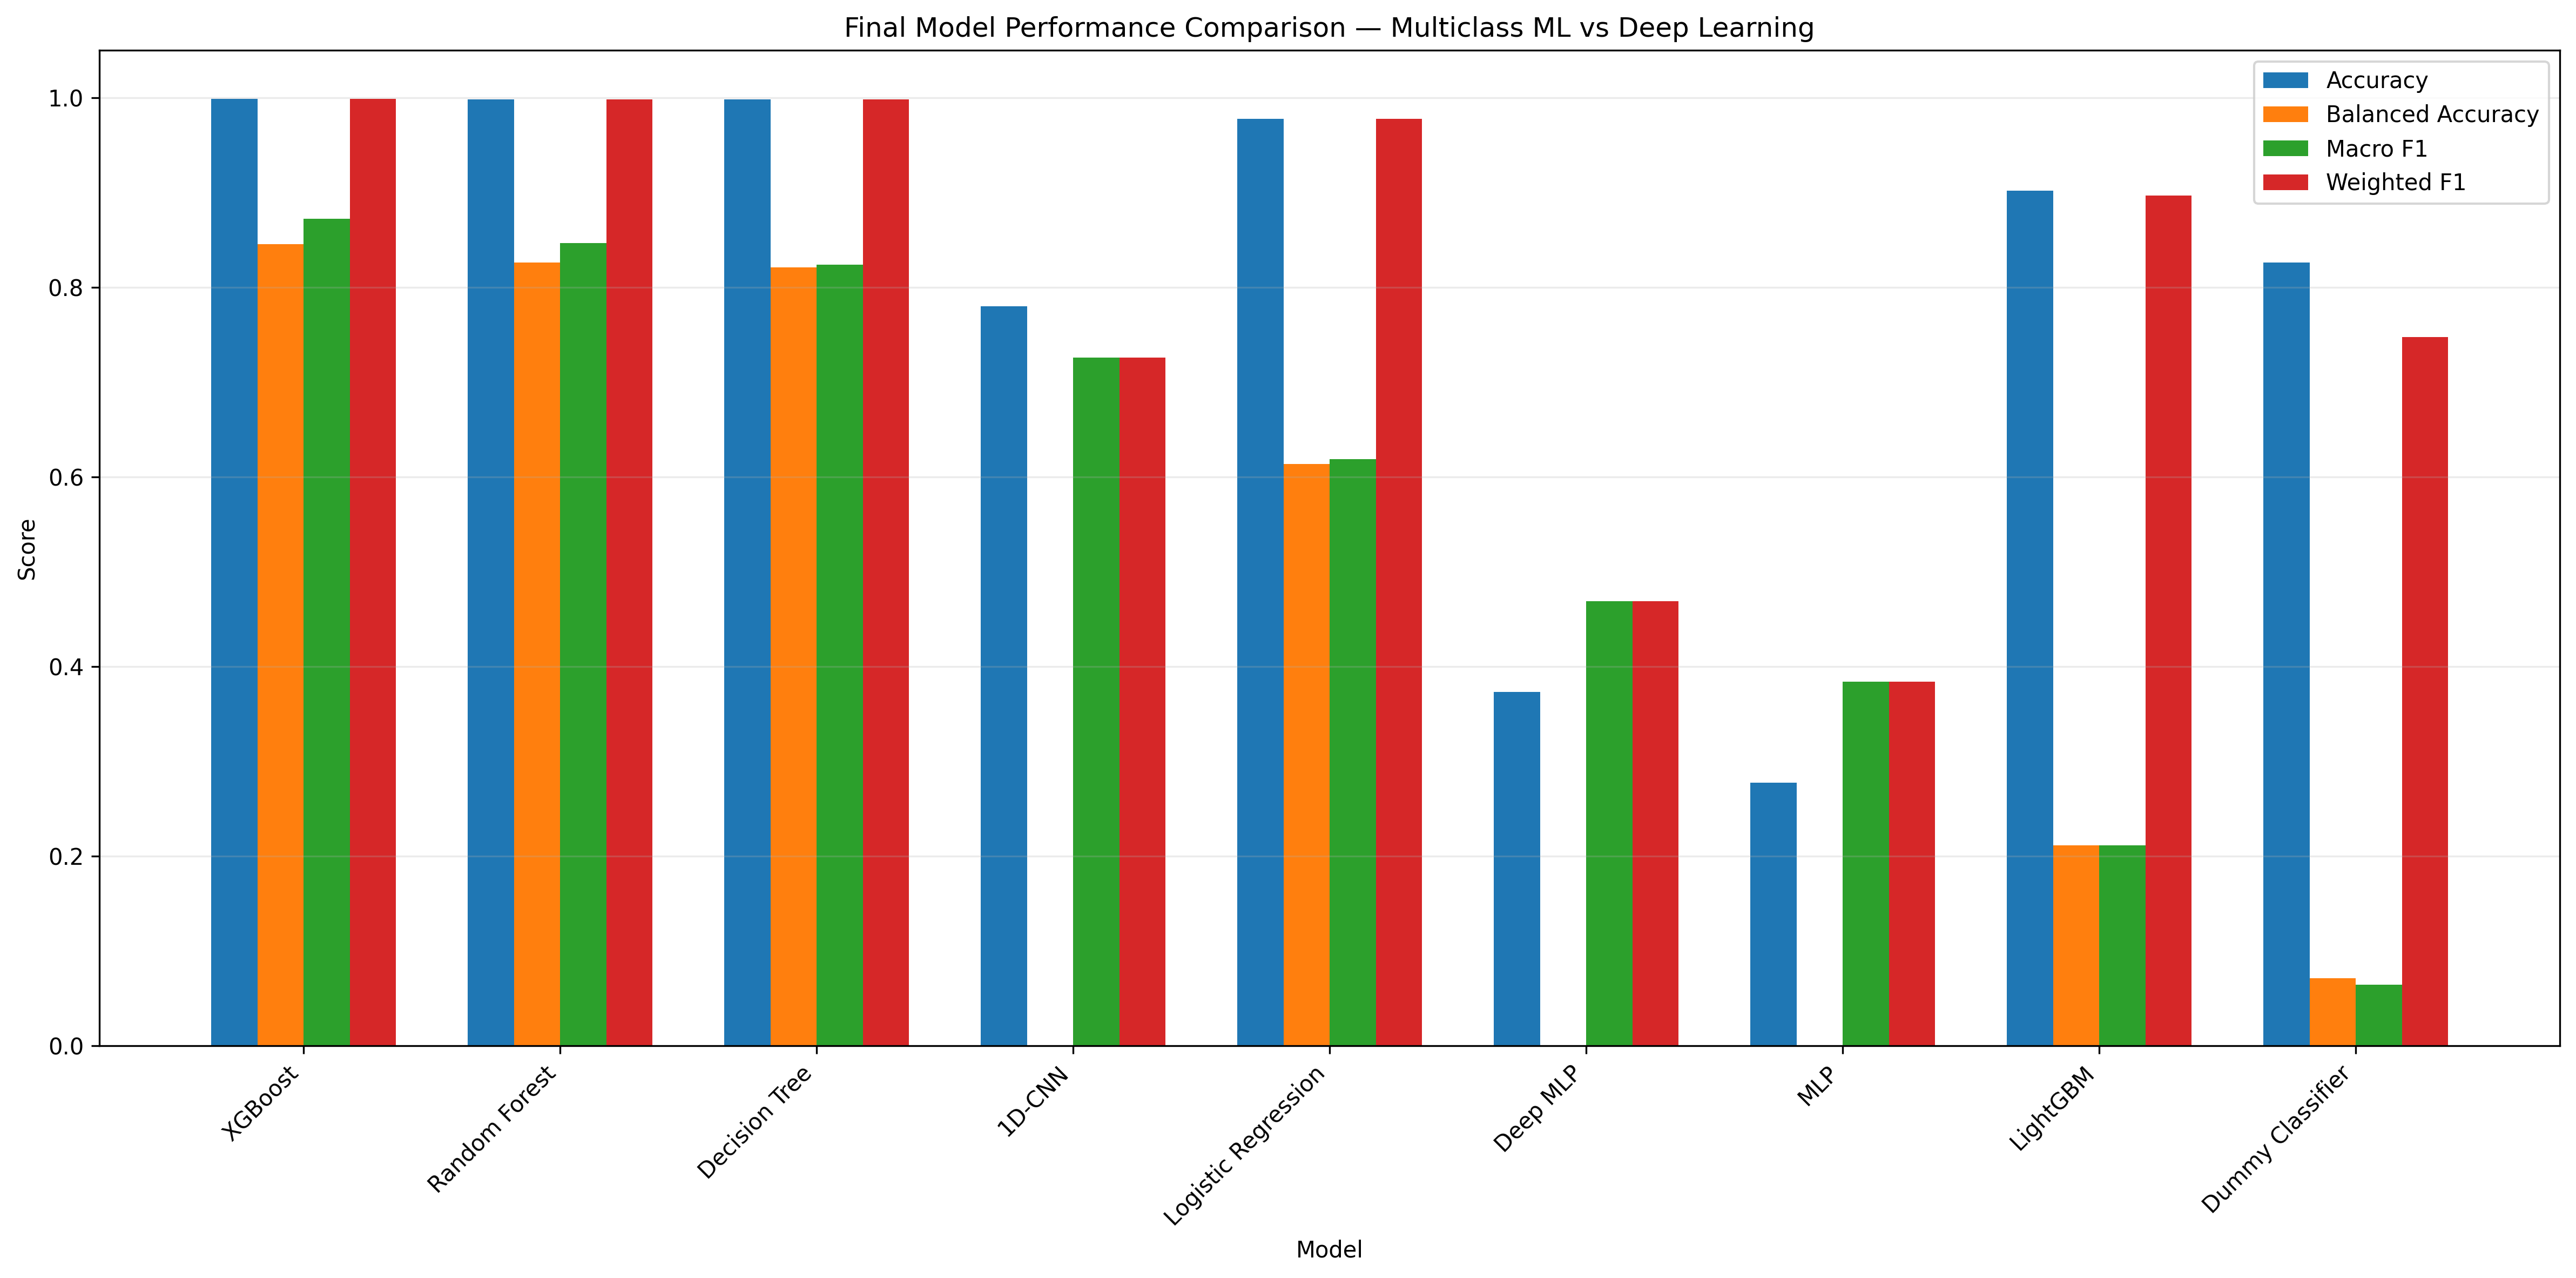 Final Model Performance Comparison — Multiclass ML vs Deep Learning
Accuracy
Balanced Accuracy
Macro F1
Weighted F1
Score
1.0
0.8
0.6
0.4
0.2
0.0
XGBoost
Random Forest
Decision Tree
1D-CNN
Logistic Regression
Deep MLP
MLP
LightGBM
Dummy Classifier
Model